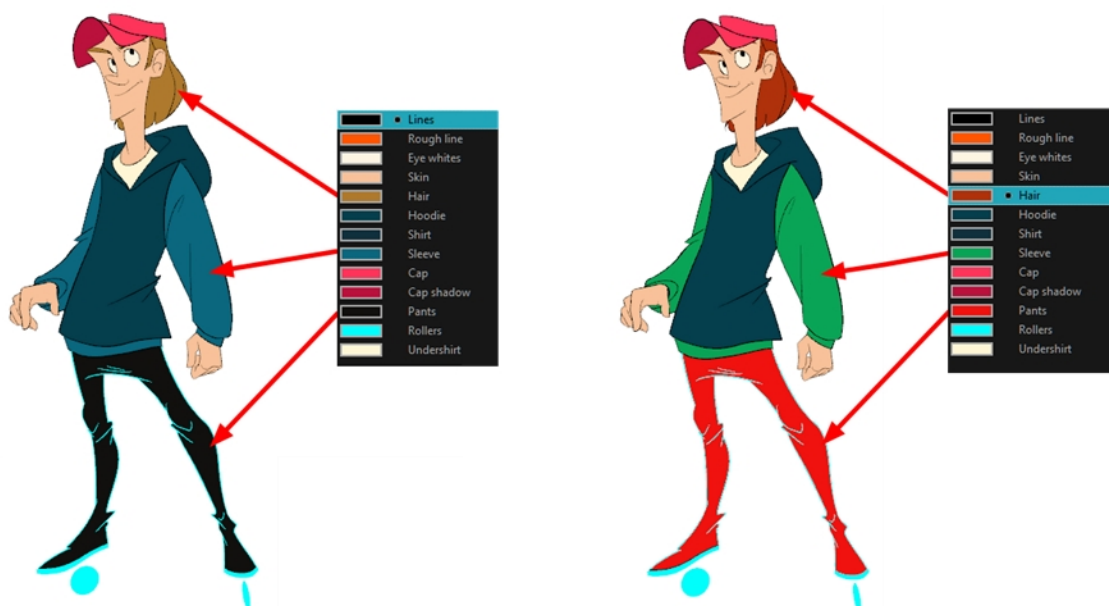 Lines
Rough line
Eye whites
Skin
Hair
Hoodie
Shirt
Sleeve
Cap
Cap shadow
Pants
Rollers
Undershirt
Lines
Rough line
Eye whites
Skin
Hair
Hoodie
Shirt
Sleeve
Cap
Cap shadow
Pants
Rollers
Undershirt